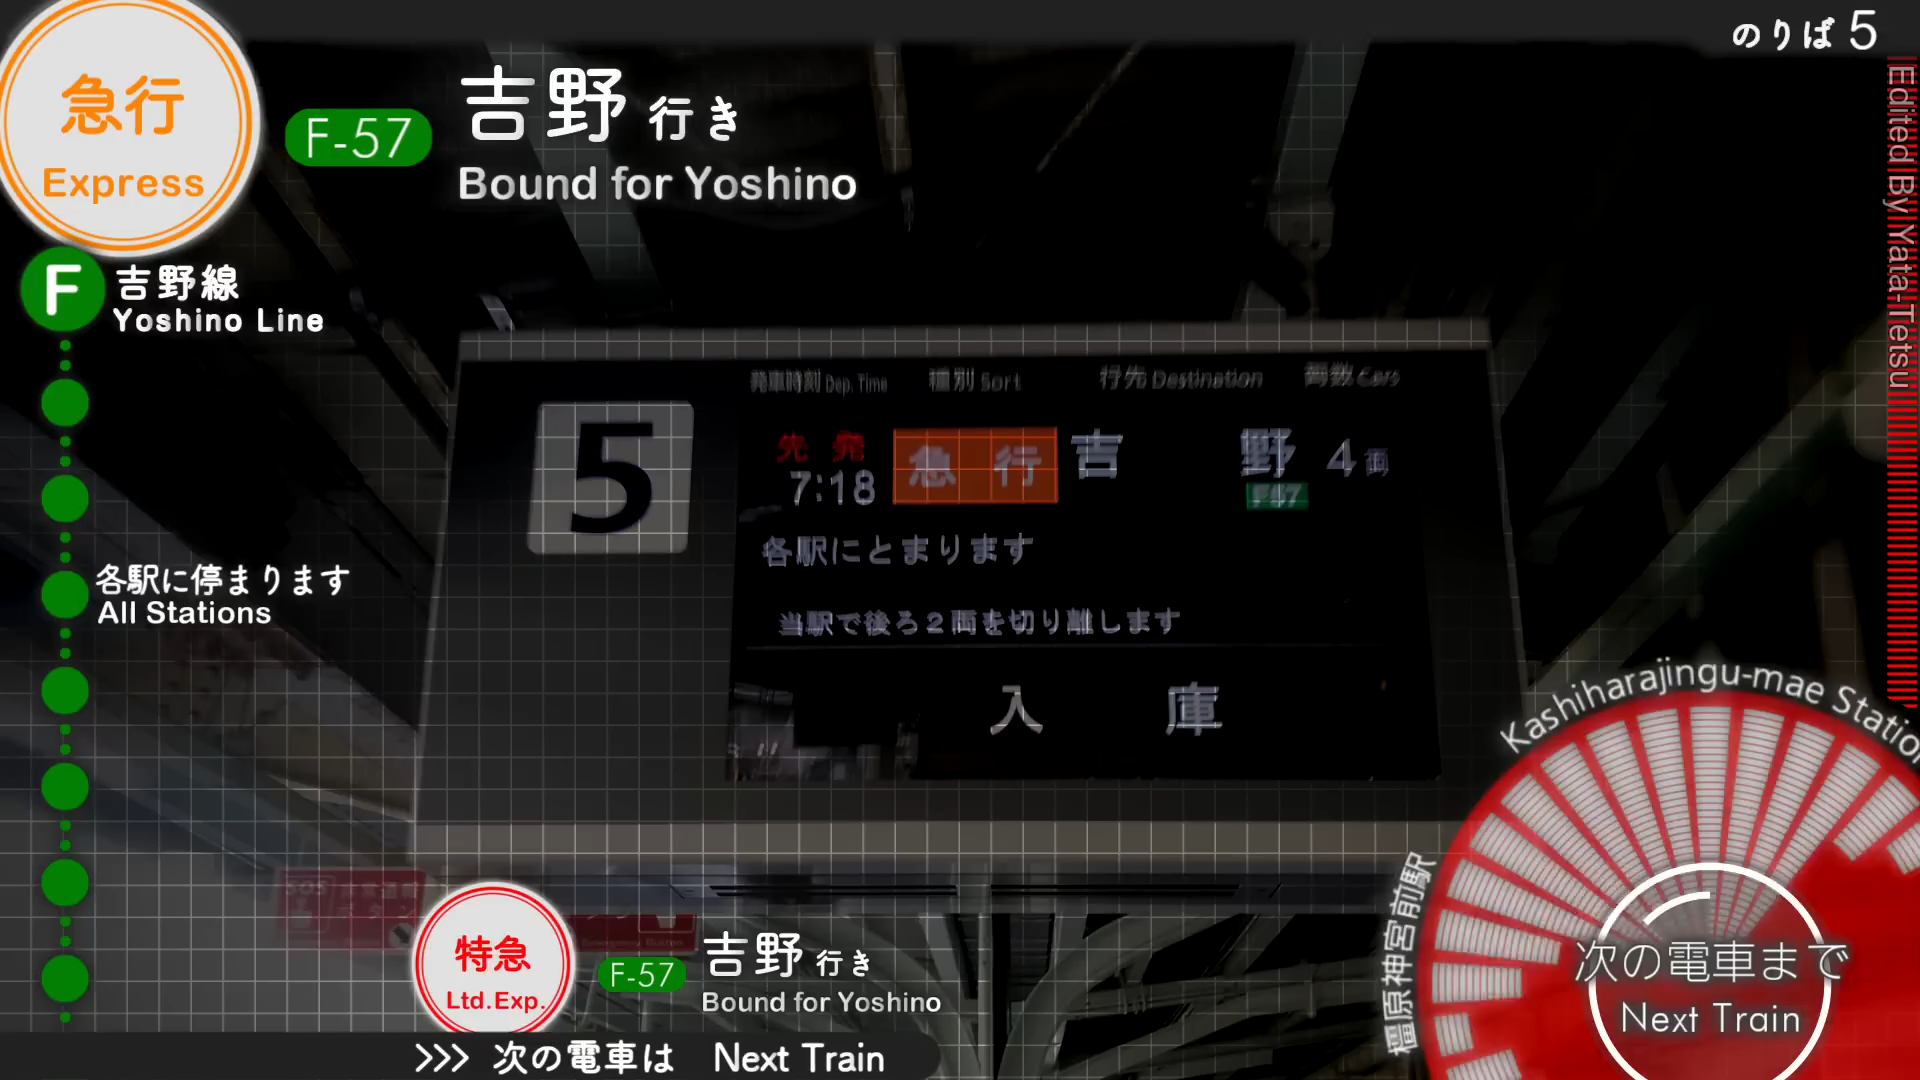 急行
Express
F-57
吉野行き
Bound for Yoshino
のりば 5
Edited By Yata-Tetsu
F
吉野線
Yoshino Line
各駅に停まります
All Stations
発車時刻 Dep. Time 種別 Sort 行先 Destination 両数 Cars
5
先発
7:18 急行 吉野 4両
F57
各駅にとまります
当駅で後ろ2両を切り離します
入庫
SOS
特急
Ltd.Exp.
F-57
吉野行き
Bound for Yoshino
>>> 次の電車は Next Train
Kashiharajingu-mae Station
橿原神宮前駅
次の電車まで
Next Train